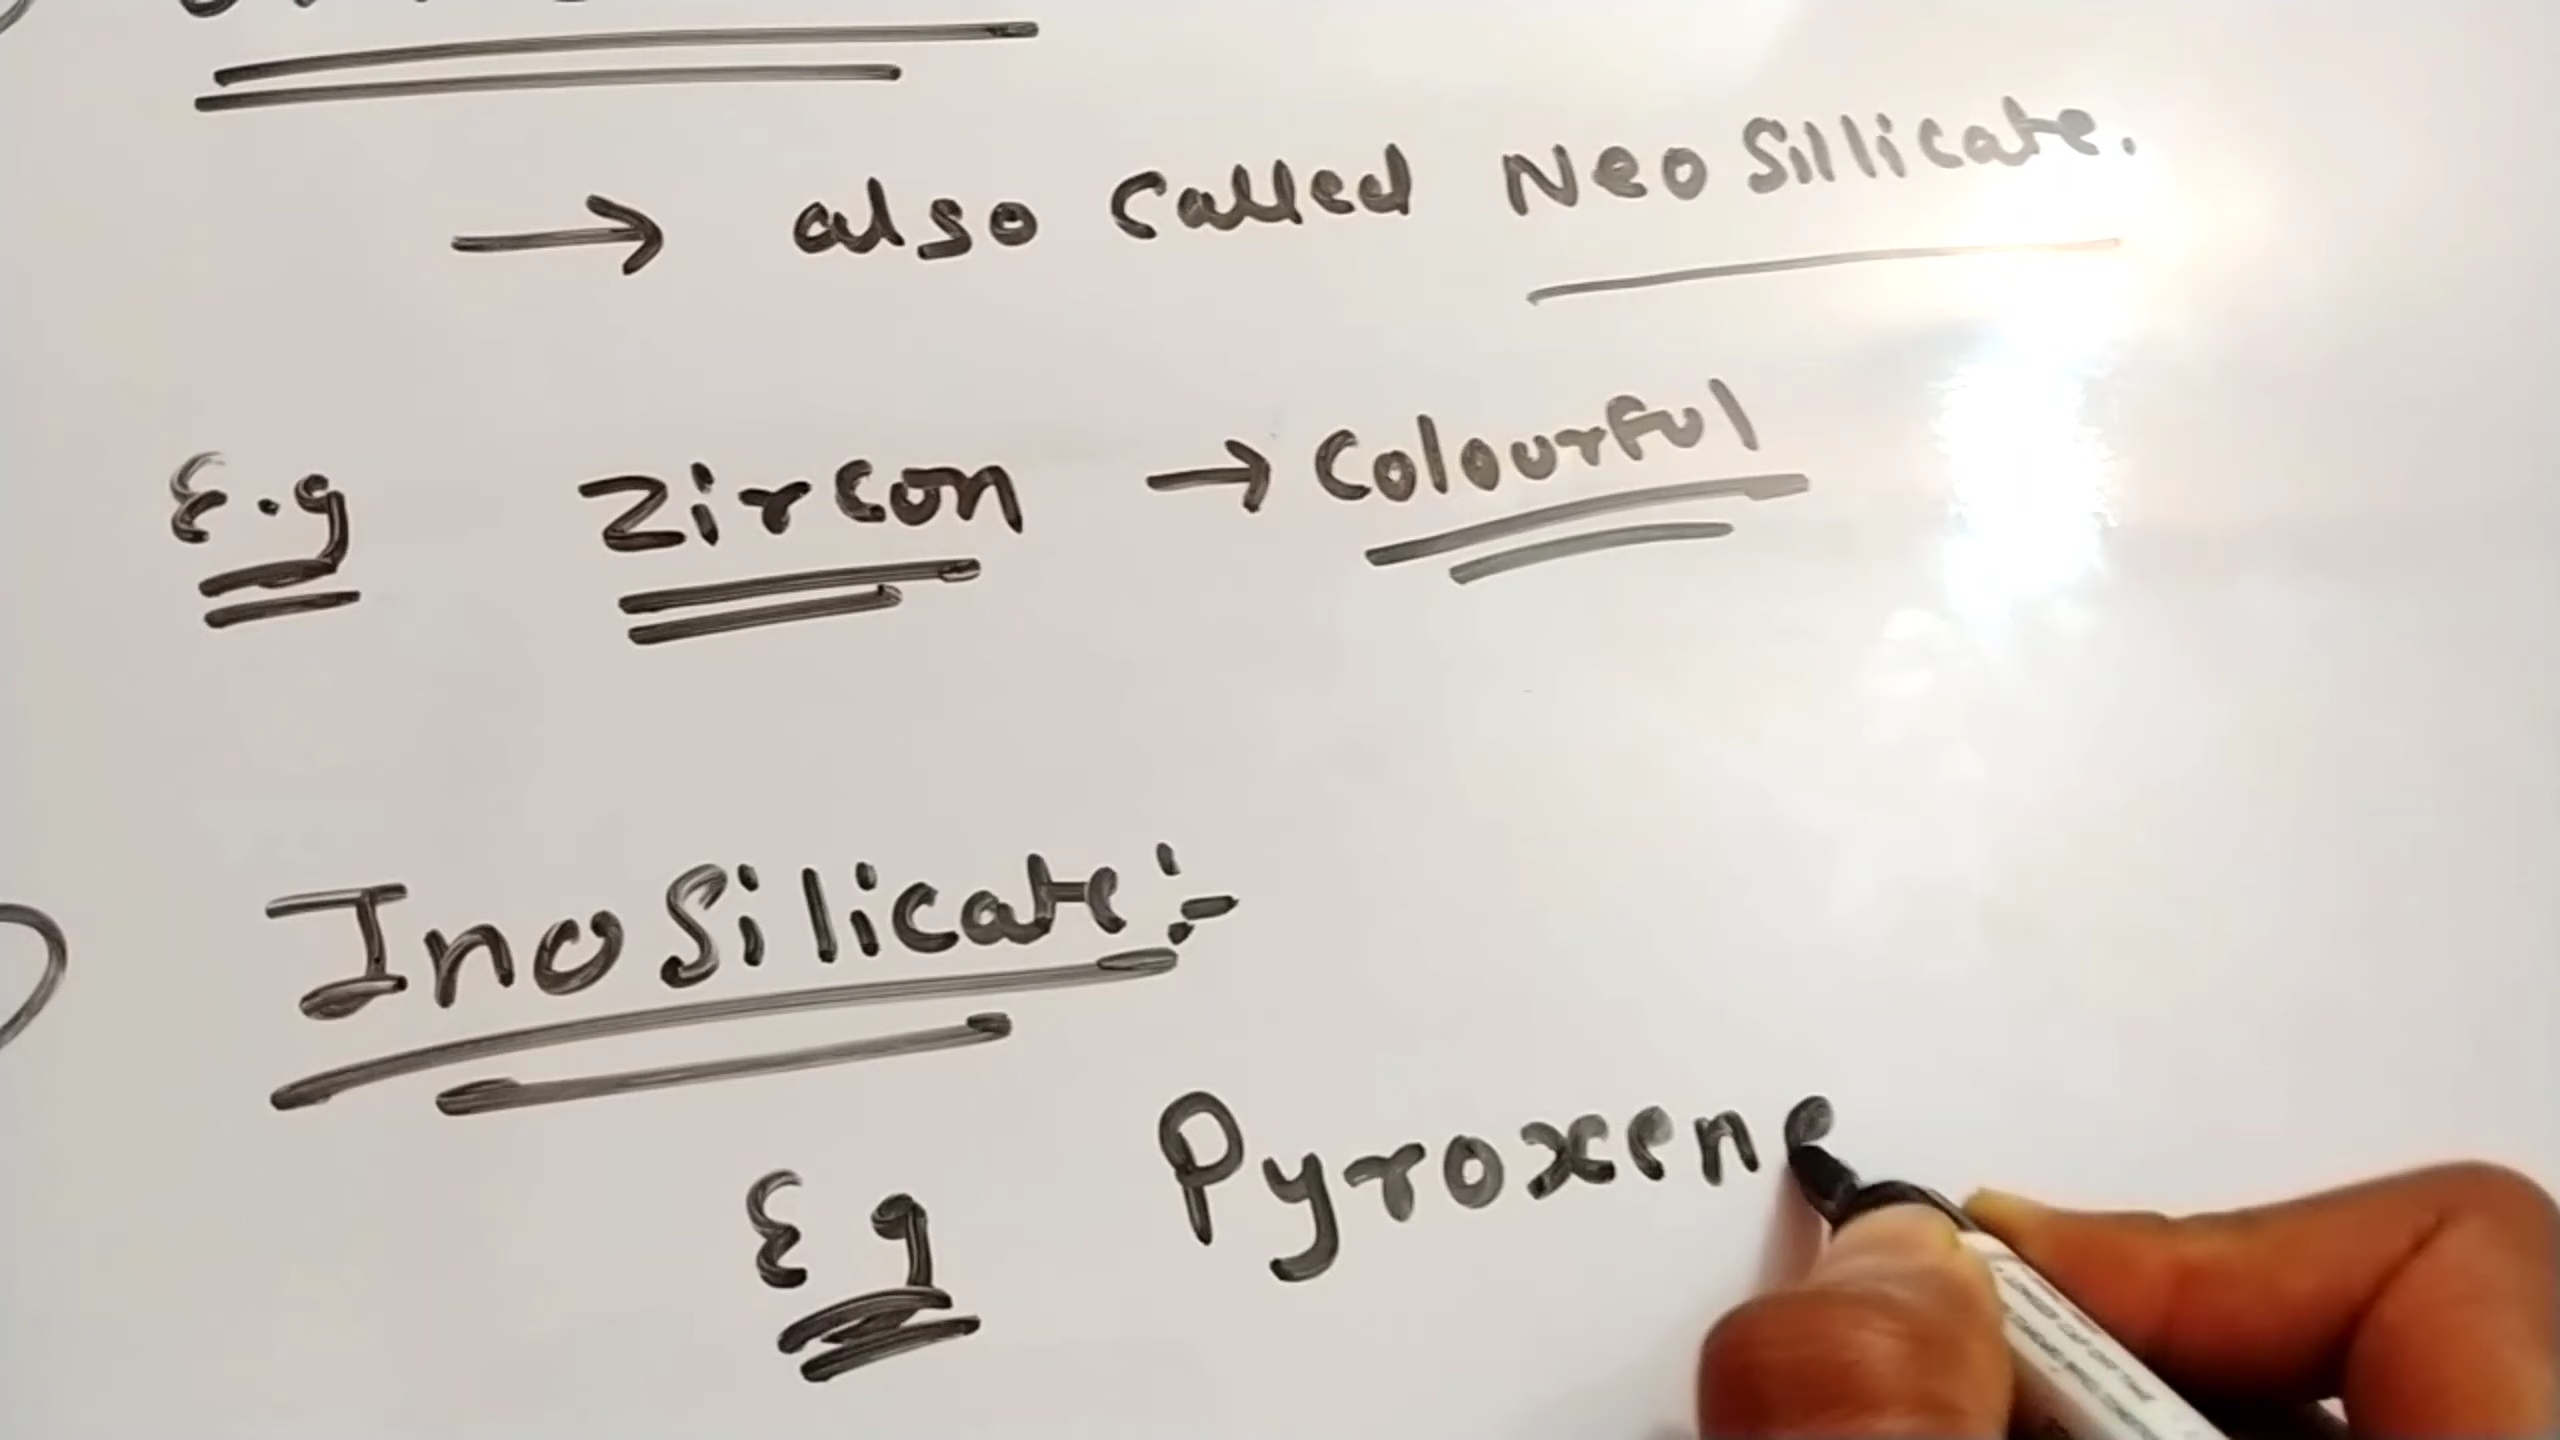 → also called Neo Sillicate.
E.g Zircon → Colourful
Ino Silicate :-
Eg Pyroxene